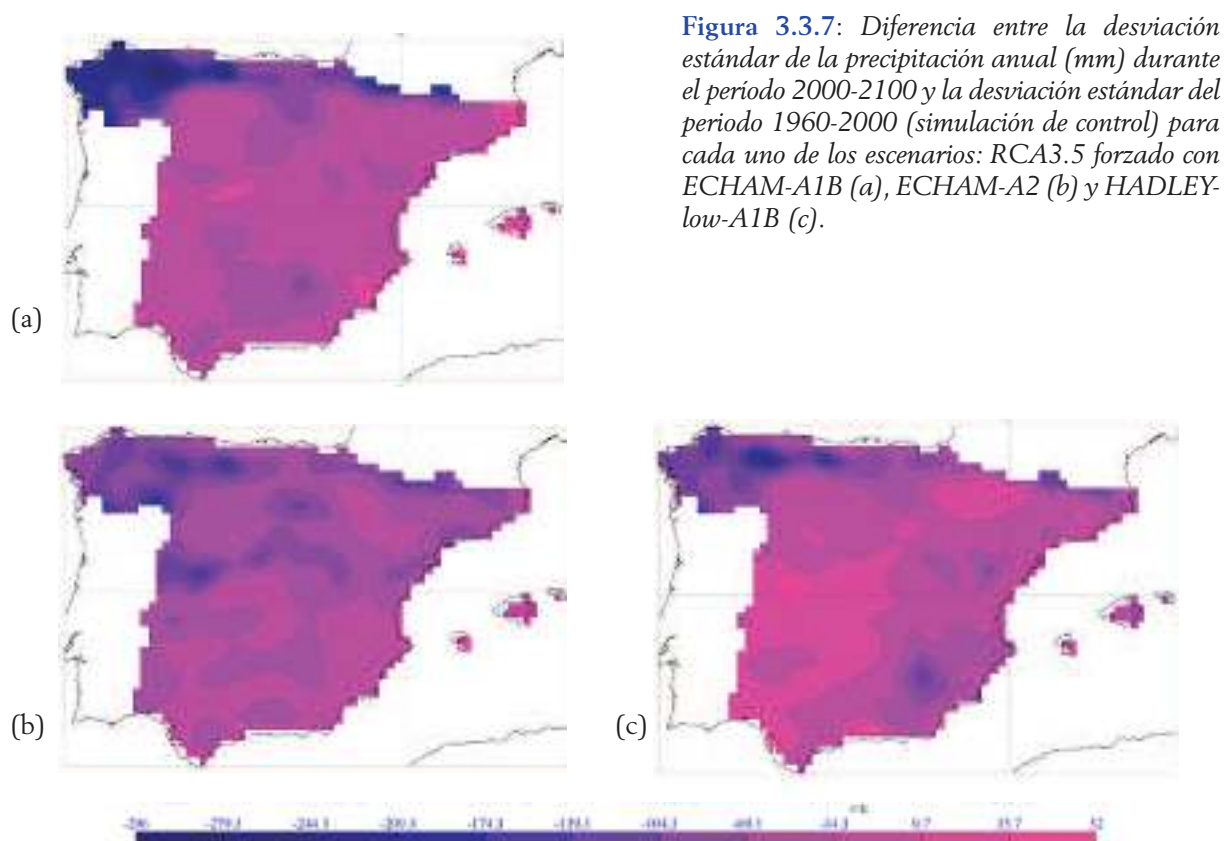 Figura 3.3.7: Diferencia entre la desviación
estándar de la precipitación anual (mm) durante
el período 2000-2100 y la desviación estándar del
periodo 1960-2000 (simulación de control) para
cada uno de los escenarios: RCA3.5 forzado con
ECHAM-A1B (a), ECHAM-A2 (b) y HADLEY-
low-A1B (c).
(a)
(b)
(c)
52